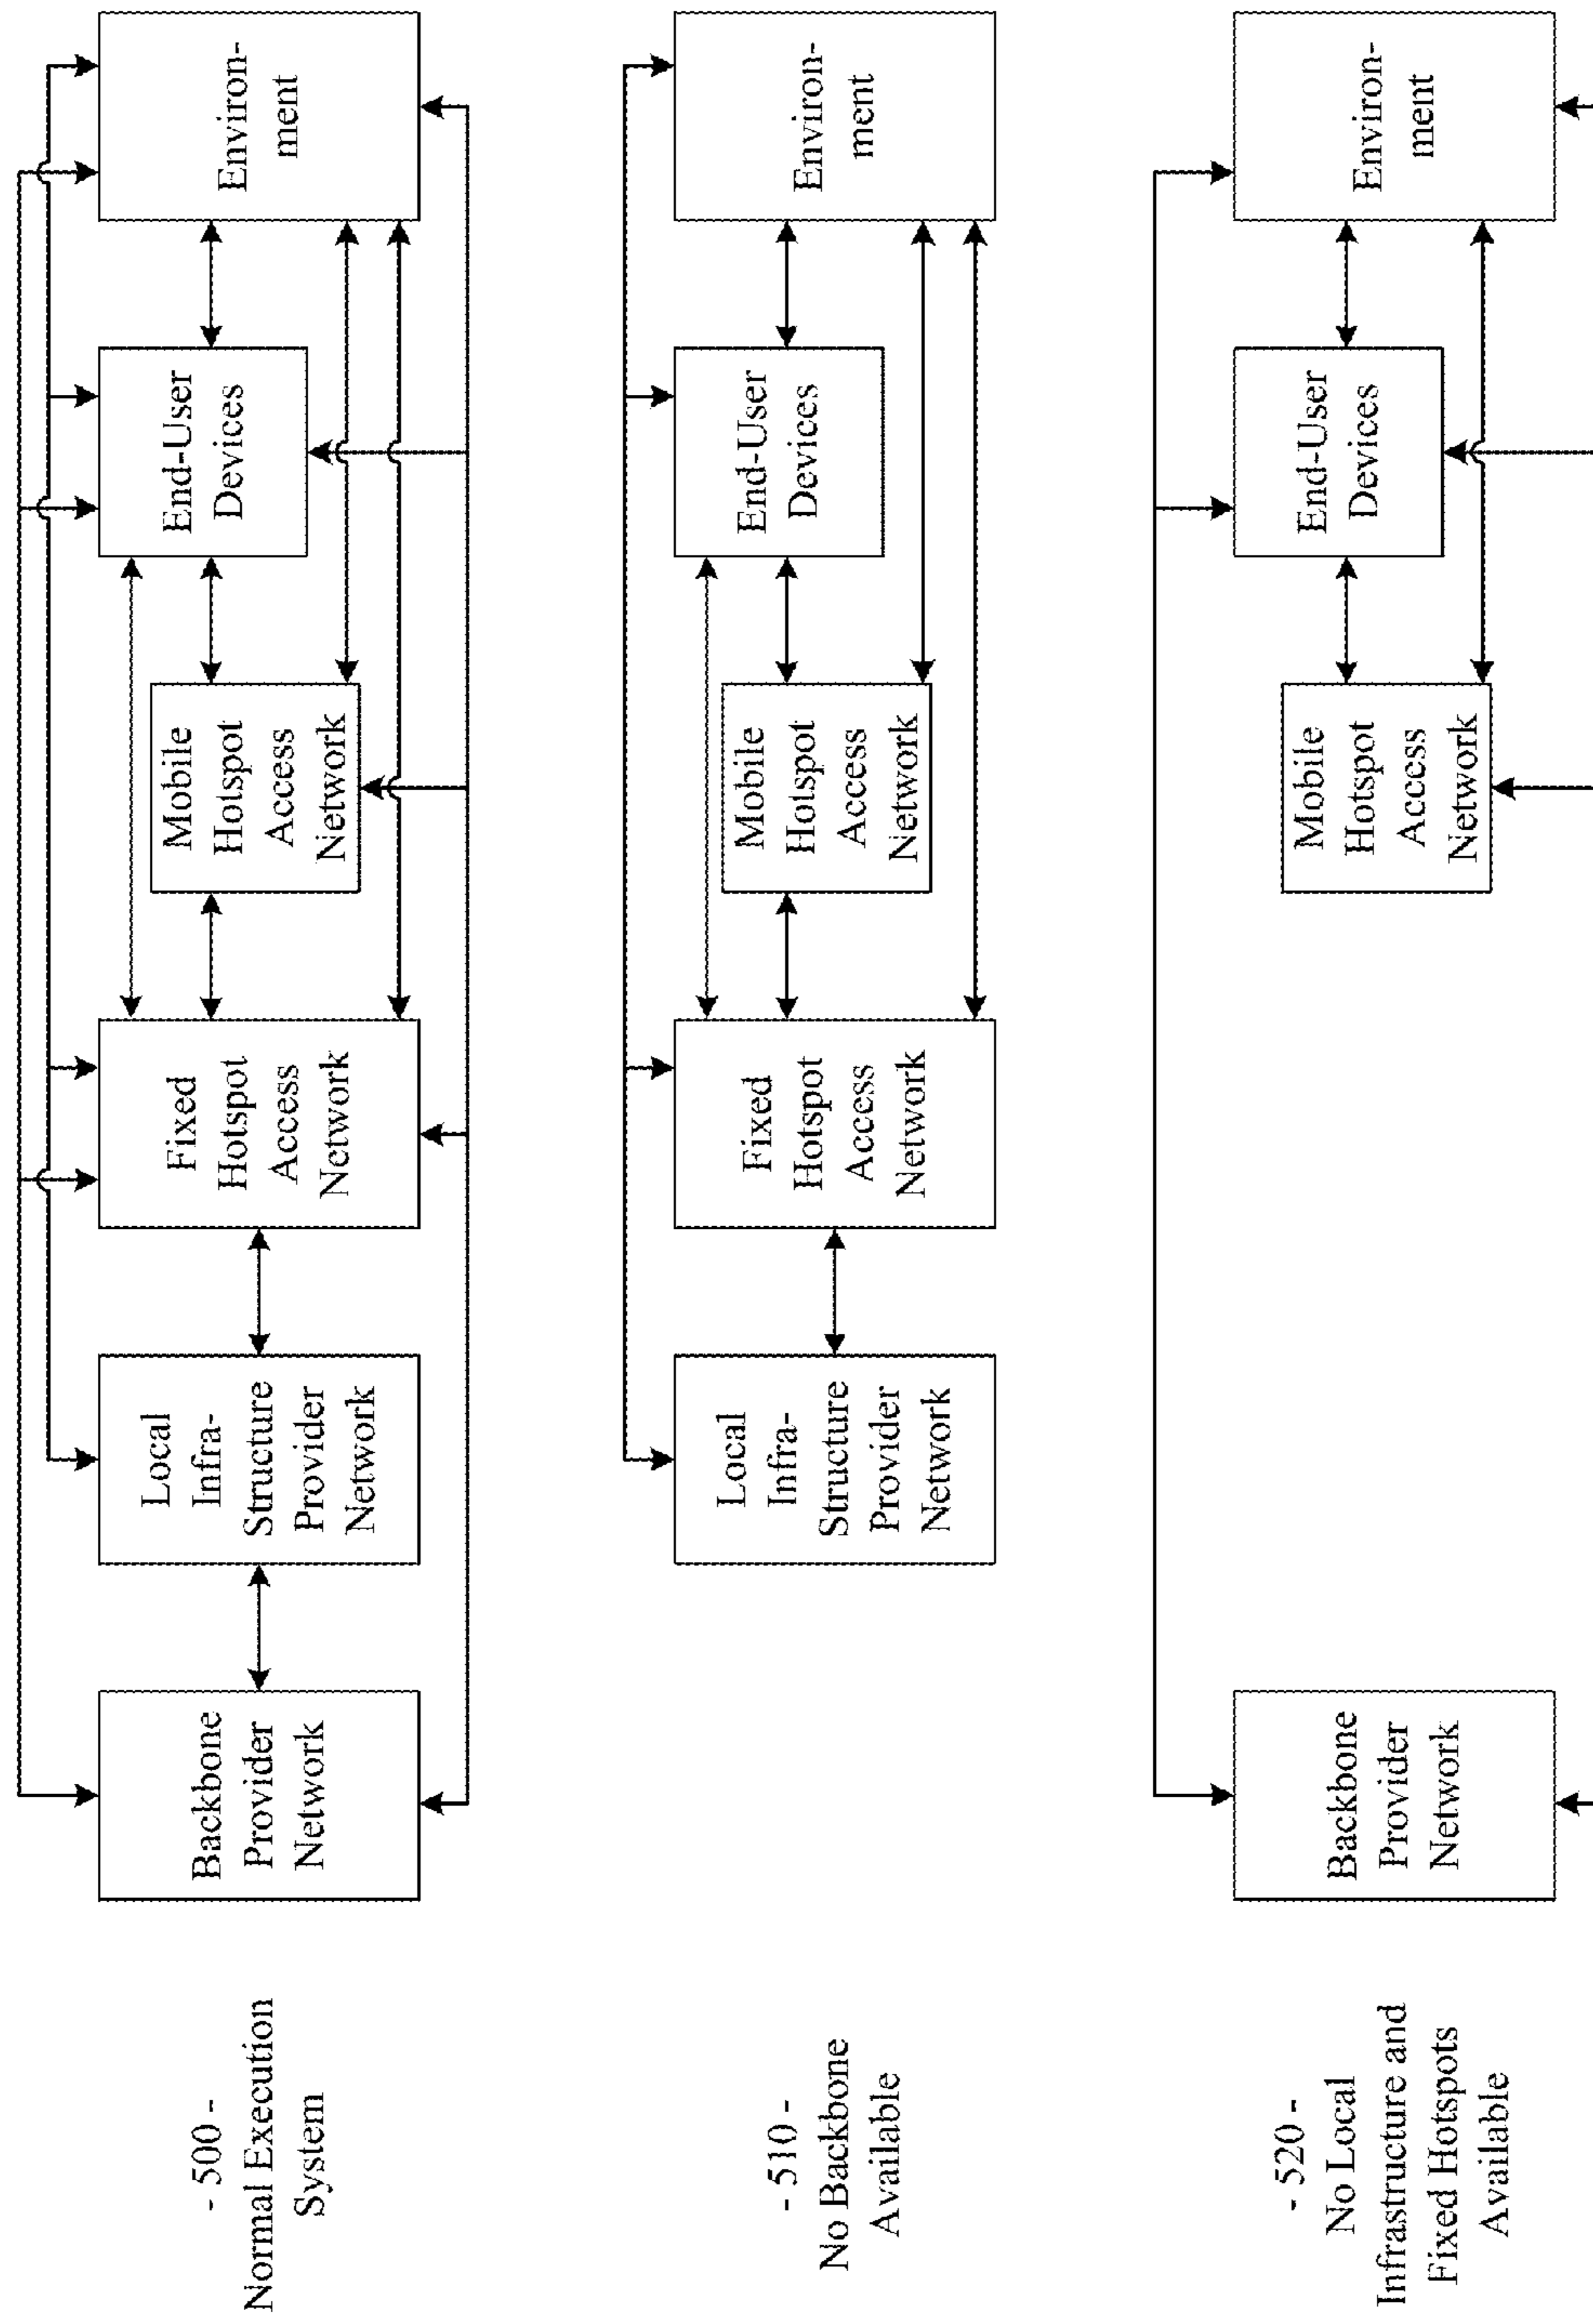 - 500 -
Normal Execution
System
Backbone
Provider
Network
Local
Infra-
Structure
Provider
Network
Fixed
Hotspot
Access
Network
Mobile
Hotspot
Access
Network
End-User
Devices
Environ-
ment
- 510 -
No Backbone
Available
Local
Infra-
Structure
Provider
Network
Fixed
Hotspot
Access
Network
Mobile
Hotspot
Access
Network
End-User
Devices
Environ-
ment
- 520 -
No Local
Infrastructure and
Fixed Hotspots
Available
Backbone
Provider
Network
Mobile
Hotspot
Access
Network
End-User
Devices
Environ-
ment